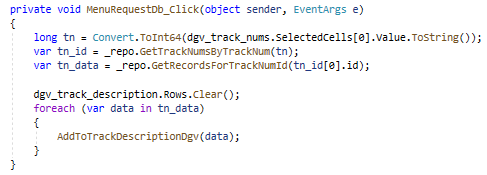 private void MenuRequestDb_Click(object sender, EventArgs e)
{
long tn = Convert.ToInt64(dgv_track_nums.SelectedCells[0].Value.ToString());
var tn_id = _repo.GetTrackNumsByTrackNum(tn);
var tn_data = _repo.GetRecordsForTrackNumId(tn_id[0].id);
dgv_track_description.Rows.Clear();
foreach (var data in tn_data)
{
AddToTrackDescriptionDgv(data);
}
}